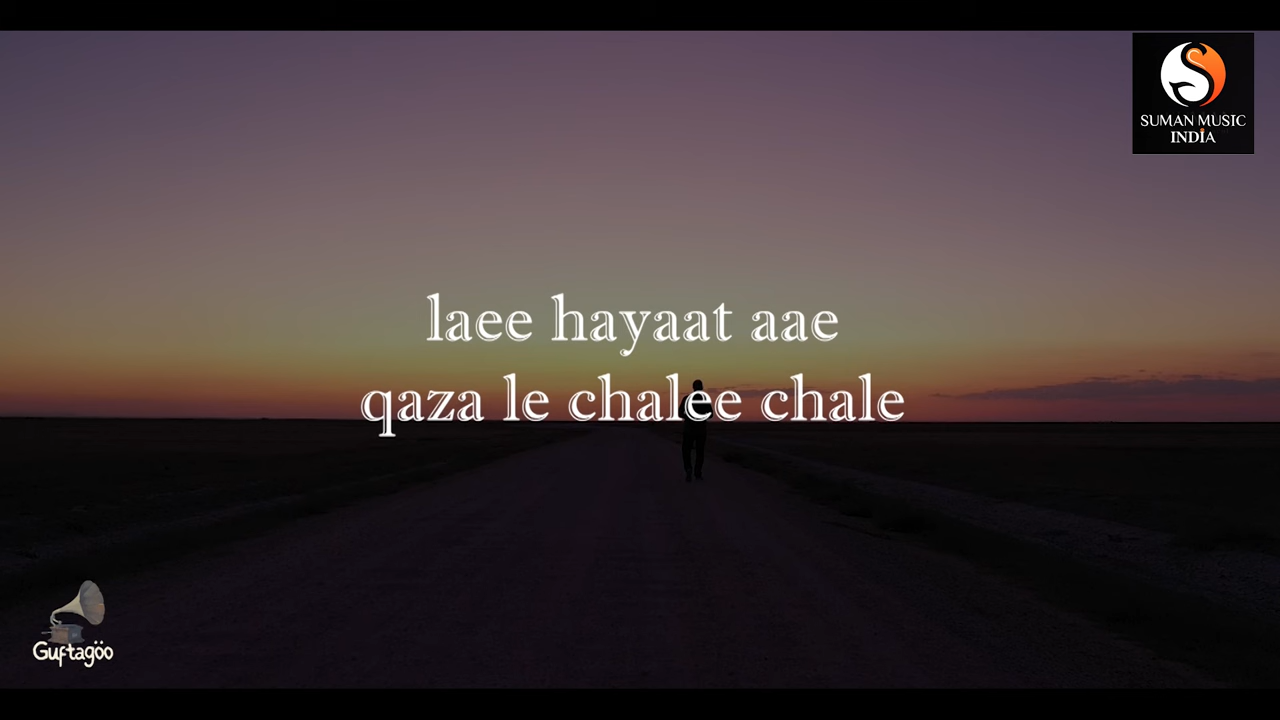 SUMAN MUSIC
INDIA
laee hayaat aae
qaza le chalee chale
Guftagöo